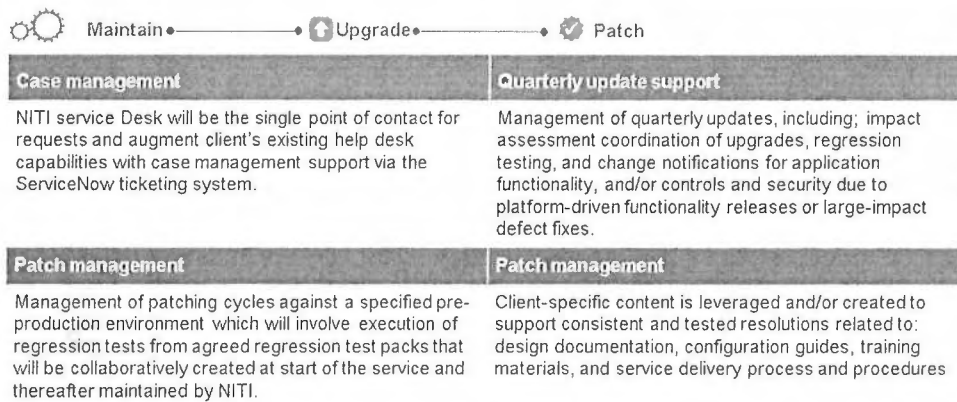 Maintain Upgrade Patch
Case management
NITI service Desk will be the single point of contact for
requests and augment client's existing help desk
capabilities with case management support via the
ServiceNow ticketing system.
Quarterly update support
Management of quarterly updates, including; impact
assessment coordination of upgrades, regression
testing, and change notifications for application
functionality, and/or controls and security due to
platform-driven functionality releases or large-impact
defect fixes.
Patch management
Management of patching cycles against a specified pre-
production environment which will involve execution of
regression tests from agreed regression test packs that
will be collaboratively created at start of the service and
thereafter maintained by NITI.
Patch management
Client-specific content is leveraged and/or created to
support consistent and tested resolutions related to:
design documentation, configuration guides, training
materials, and service delivery process and procedures